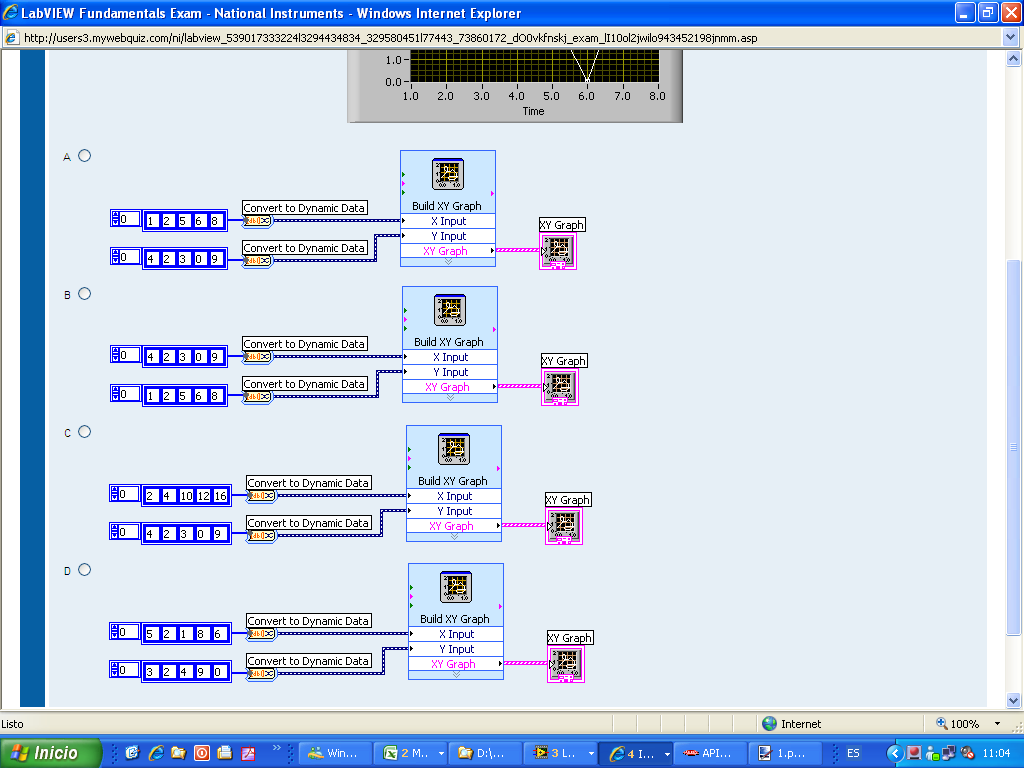 LabVIEW Fundamentals Exam - National Instruments - Windows Internet Explorer
1.0
0.0
1.0 2.0 3.0 4.0 5.0 6.0 7.0 8.0
Time
A
Build XY Graph
Convert to Dynamic Data
0 1 2 5 6 8
X Input
XY Graph
Y Input
Convert to Dynamic Data
0 4 2 3 0 9
XY Graph
B
Build XY Graph
Convert to Dynamic Data
0 4 2 3 0 9
X Input
XY Graph
Y Input
Convert to Dynamic Data
0 1 2 5 6 8
XY Graph
C
Build XY Graph
Convert to Dynamic Data
0 2 4 10 12 16
X Input
XY Graph
Y Input
Convert to Dynamic Data
0 4 2 3 0 9
XY Graph
D
Build XY Graph
Convert to Dynamic Data
0 5 2 1 8 6
X Input
XY Graph
Y Input
Convert to Dynamic Data
0 3 2 4 9 0
XY Graph
Listo
Internet
100%
Inicio
Win...
2 M...
D:\...
3 L...
4 I...
API...
1.p...
ES
11:04